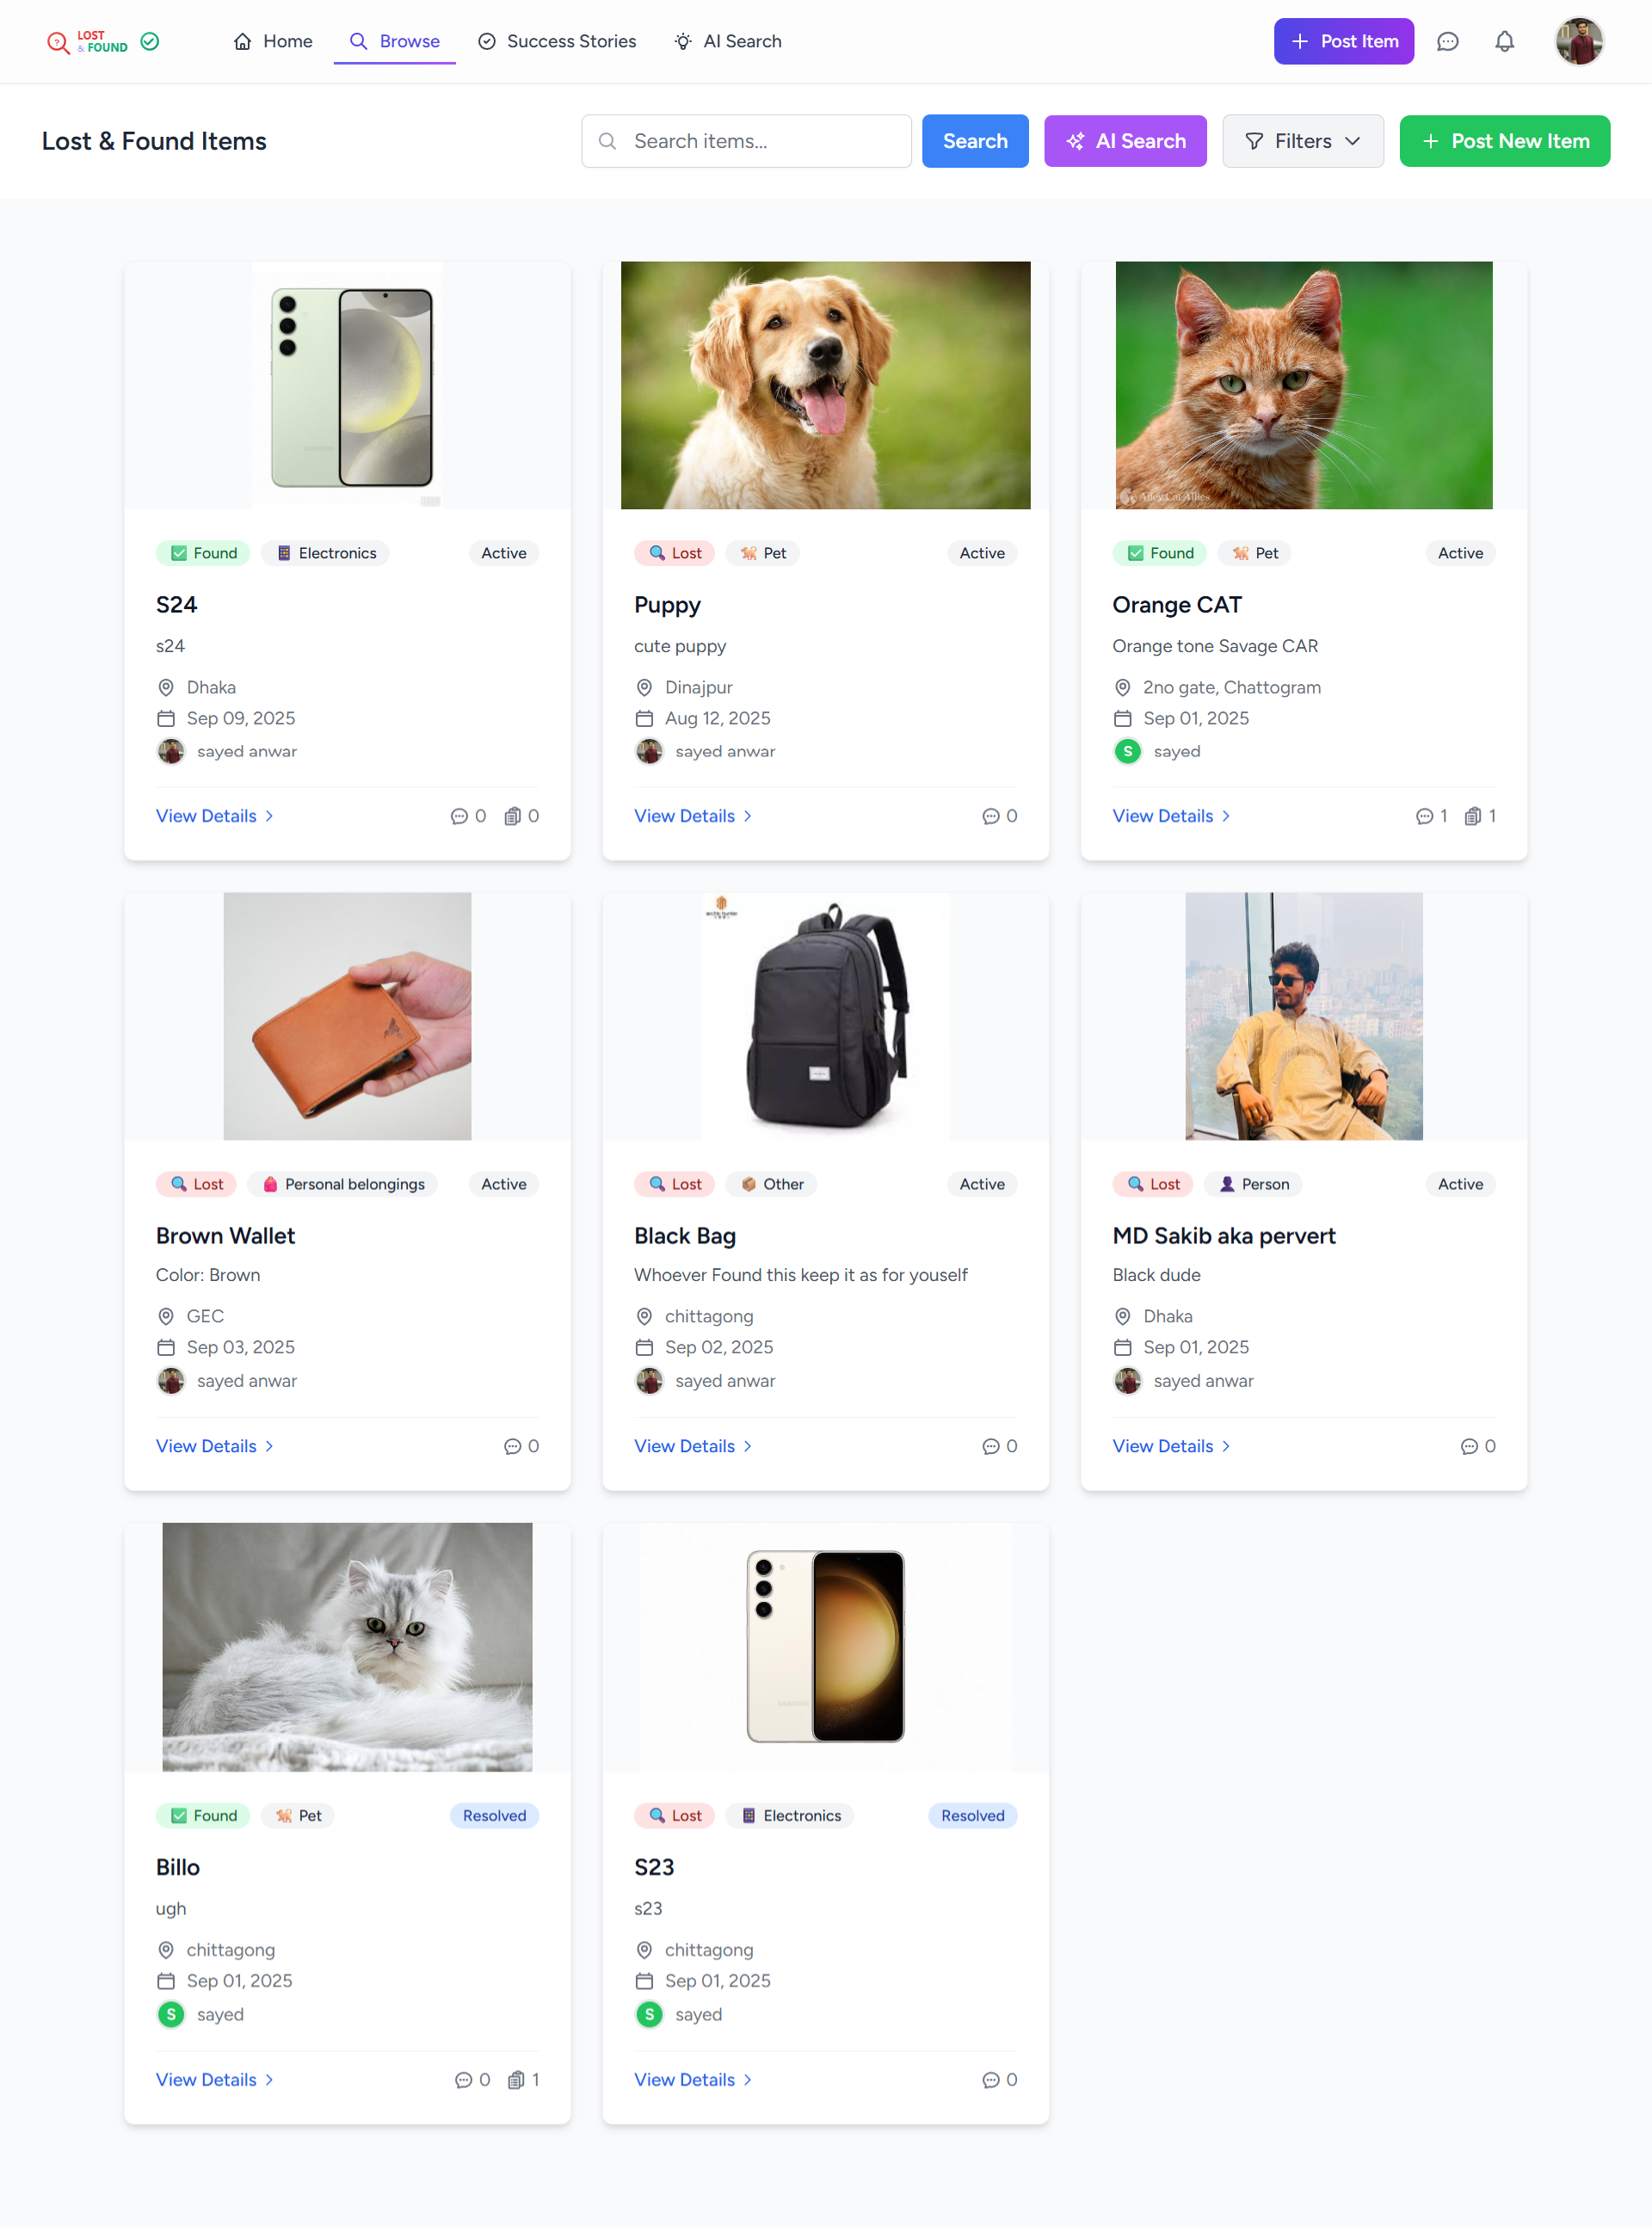 LOST
& FOUND
Home
Browse
Success Stories
AI Search
Post Item
Lost & Found Items
Search items...
Search
AI Search
Filters
Post New Item
Found
Electronics
Active
S24
s24
Dhaka
Sep 09, 2025
sayed anwar
View Details
0
0
Lost
Pet
Active
Puppy
cute puppy
Dinajpur
Aug 12, 2025
sayed anwar
View Details
0
Alley Cat Allies
Found
Pet
Active
Orange CAT
Orange tone Savage CAR
2no gate, Chattogram
Sep 01, 2025
S sayed
View Details
1
1
Lost
Personal belongings
Active
Brown Wallet
Color: Brown
GEC
Sep 03, 2025
sayed anwar
View Details
0
Lost
Other
Active
Black Bag
Whoever Found this keep it as for youself
chittagong
Sep 02, 2025
sayed anwar
View Details
0
Lost
Person
Active
MD Sakib aka pervert
Black dude
Dhaka
Sep 01, 2025
sayed anwar
View Details
0
Found
Pet
Resolved
Billo
ugh
chittagong
Sep 01, 2025
S sayed
View Details
0
1
SAMSUNG
Lost
Electronics
Resolved
S23
s23
chittagong
Sep 01, 2025
S sayed
View Details
0